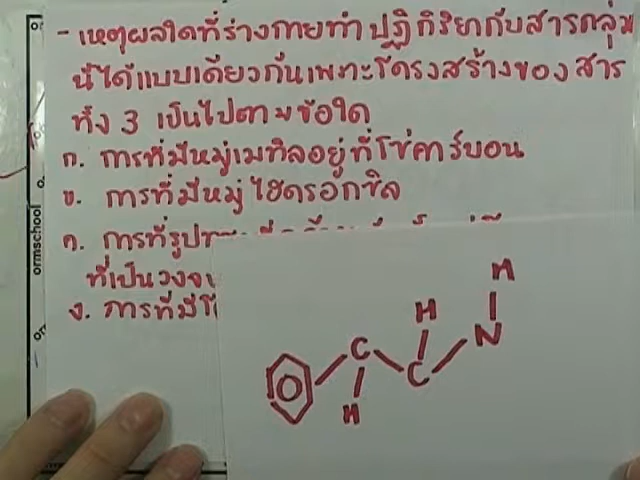 - เหตุผลใดที่ร่างกายทำปฏิกิริยากับสารกลุ่ม
นี้ได้แบบเดียวกันเพราะโครงสร้างของสาร
ทั้ง 3 เป็นไปตามข้อใด
ก. การที่มีหมู่เมทิลอยู่ที่โซ่คาร์บอน
ข. การที่มีหมู่ไฮดรอกซิล
ค. การที่รูป
ที่เป็นวง
ง. การที่มี
ormschool
H
H N
C C
H